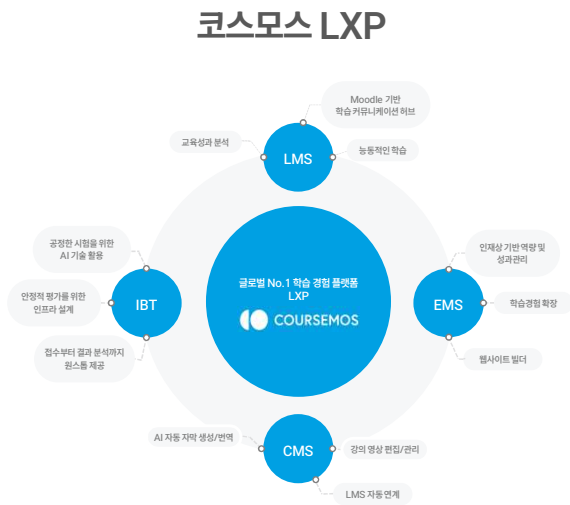 코스모스 LXP
Moodle 기반
학습 커뮤니케이션 허브
교육성과 분석
능동적인 학습
LMS
공정한 시험을 위한
AI 기술 활용
인재상 기반 역량 및
성과관리
글로벌 No.1 학습 경험 플랫폼
LXP
안정적 평가를 위한
인프라 설계
IBT
COURSEMOS
EMS
학습경험 확장
접수부터 결과 분석까지
원스톱 제공
웹사이트 빌더
AI 자동 자막 생성/번역
CMS
강의 영상 편집/관리
LMS 자동 연계